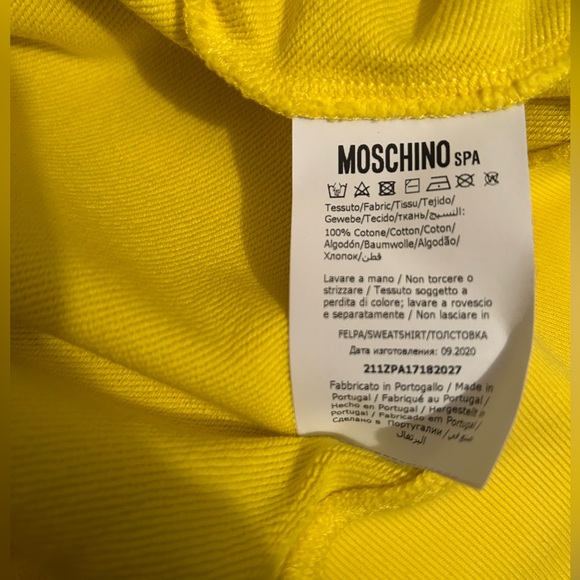 MOSCHINO SPA
Tessuto/Fabric/Tissu/Tejido/
Gewebe/Tecido/ткань/النسيج:
100% Cotone/Cotton/Coton/
Algodón/Baumwolle/Algodão/
Хлопок/قطن
Lavare a mano / Non torcere o
strizzare / Tessuto soggetto a
perdita di colore; lavare a rovescio
e separatamente / Non lasciare in
FELPA/SWEATSHIRT/ТОЛСТОВКА
Дата изготовления: 09.2020
211ZPA17182027
Fabbricato in Portogallo / Made in
Portugal / Fabriqué au Portugal /
Hecho en Portugal / Hergestellt in
Portugal / Fabricado em Portugal /
Сделано в Португалии / صنع في
البرتغال